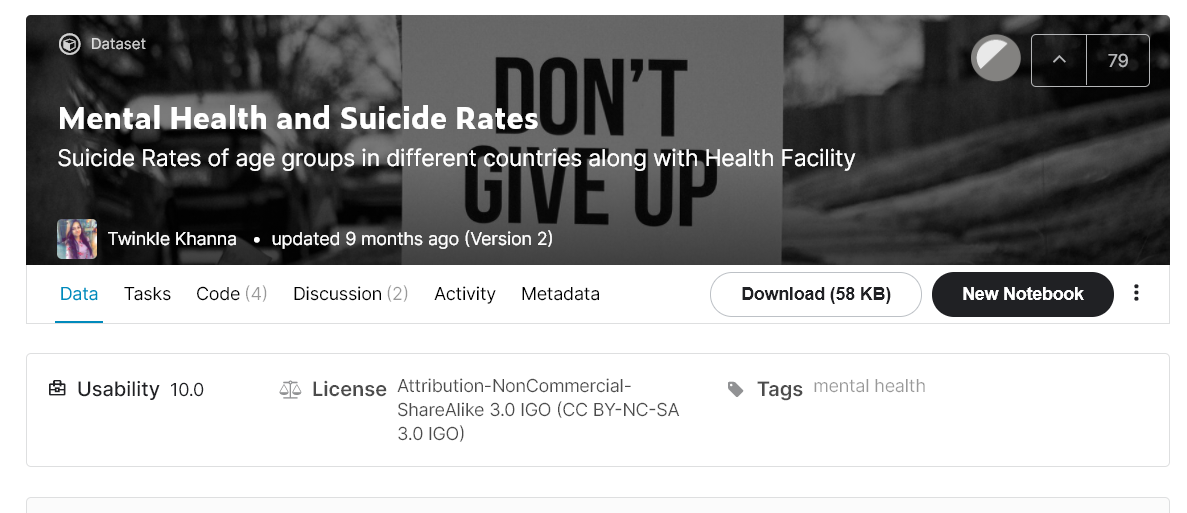 Dataset
DON'T
GIVE UP
79
Mental Health and Suicide Rates
Suicide Rates of age groups in different countries along with Health Facility
Twinkle Khanna • updated 9 months ago (Version 2)
Data Tasks Code (4) Discussion (2) Activity Metadata Download (58 KB) New Notebook
Usability 10.0
License Attribution-NonCommercial-
ShareAlike 3.0 IGO (CC BY-NC-SA
3.0 IGO)
Tags mental health